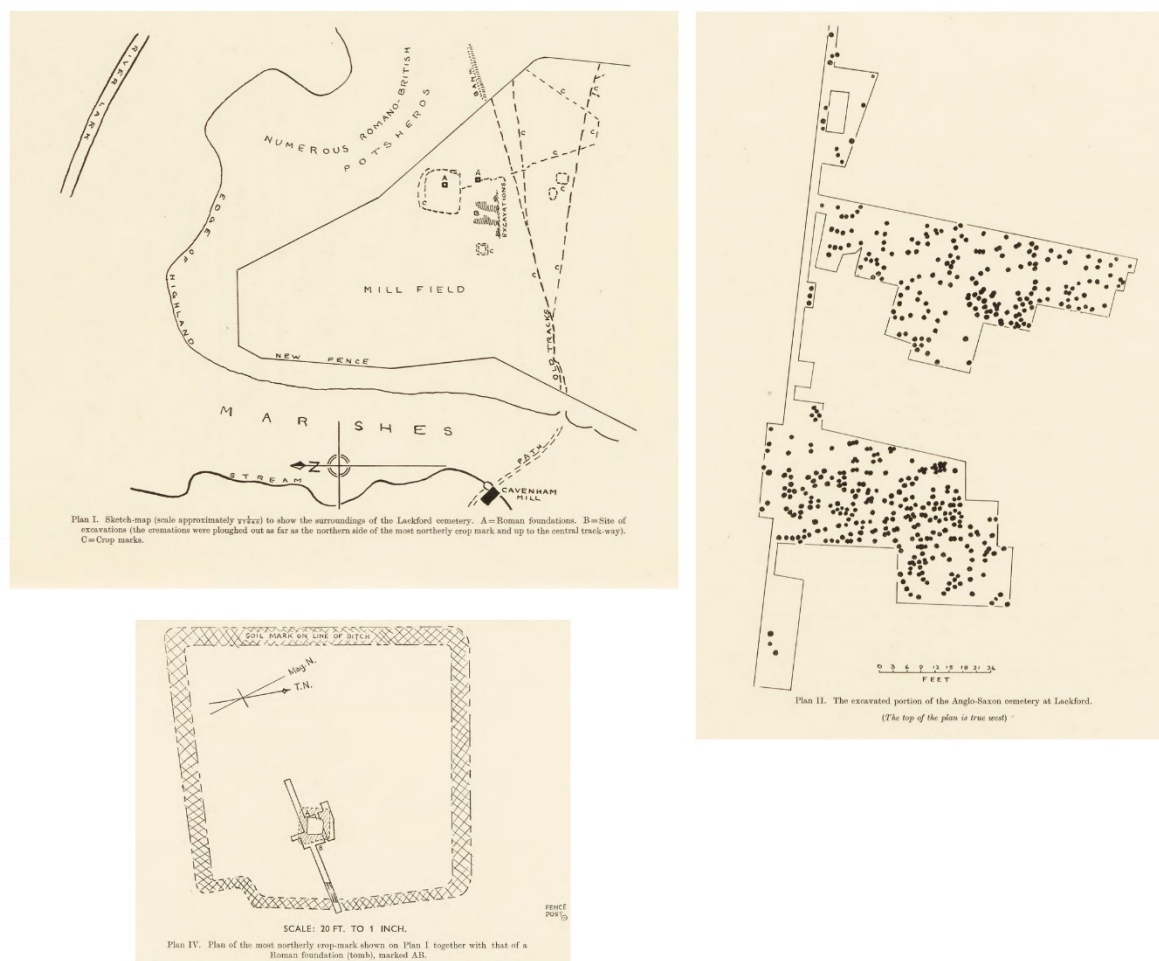 RIVER LARK
EDGE OF HIGHLAND
NUMEROUS ROMANO-BRITISH
POTSHERDS
BANK
C
C
C
C
A
A
C
C
B
EXCAVATIONS
C
C
C
MILL FIELD
OLD TRACKS
NEW FENCE
MARSHES
N
STREAM
PATH
CAVENHAM
MILL
Plan I. Sketch-map (scale approximately to show the surroundings of the Lackford cemetery. A=Roman foundations. B=Site of
excavations (the cremations were ploughed out as far as the northern side of the most northerly crop mark and up to the central track-way).
C=Crop marks.
0 3 6 9 12 15 18 21 24
FEET
Plan II. The excavated portion of the Anglo-Saxon cemetery at Lackford.
(The top of the plan is true west)
SOIL MARK ON LINE OF DITCH
Mag.N.
T.N.
A
B
FENCE
POST
SCALE: 20 FT. TO 1 INCH.
Plan IV. Plan of the most northerly crop-mark shown on Plan I together with that of a
Roman foundation (tomb), marked AB.